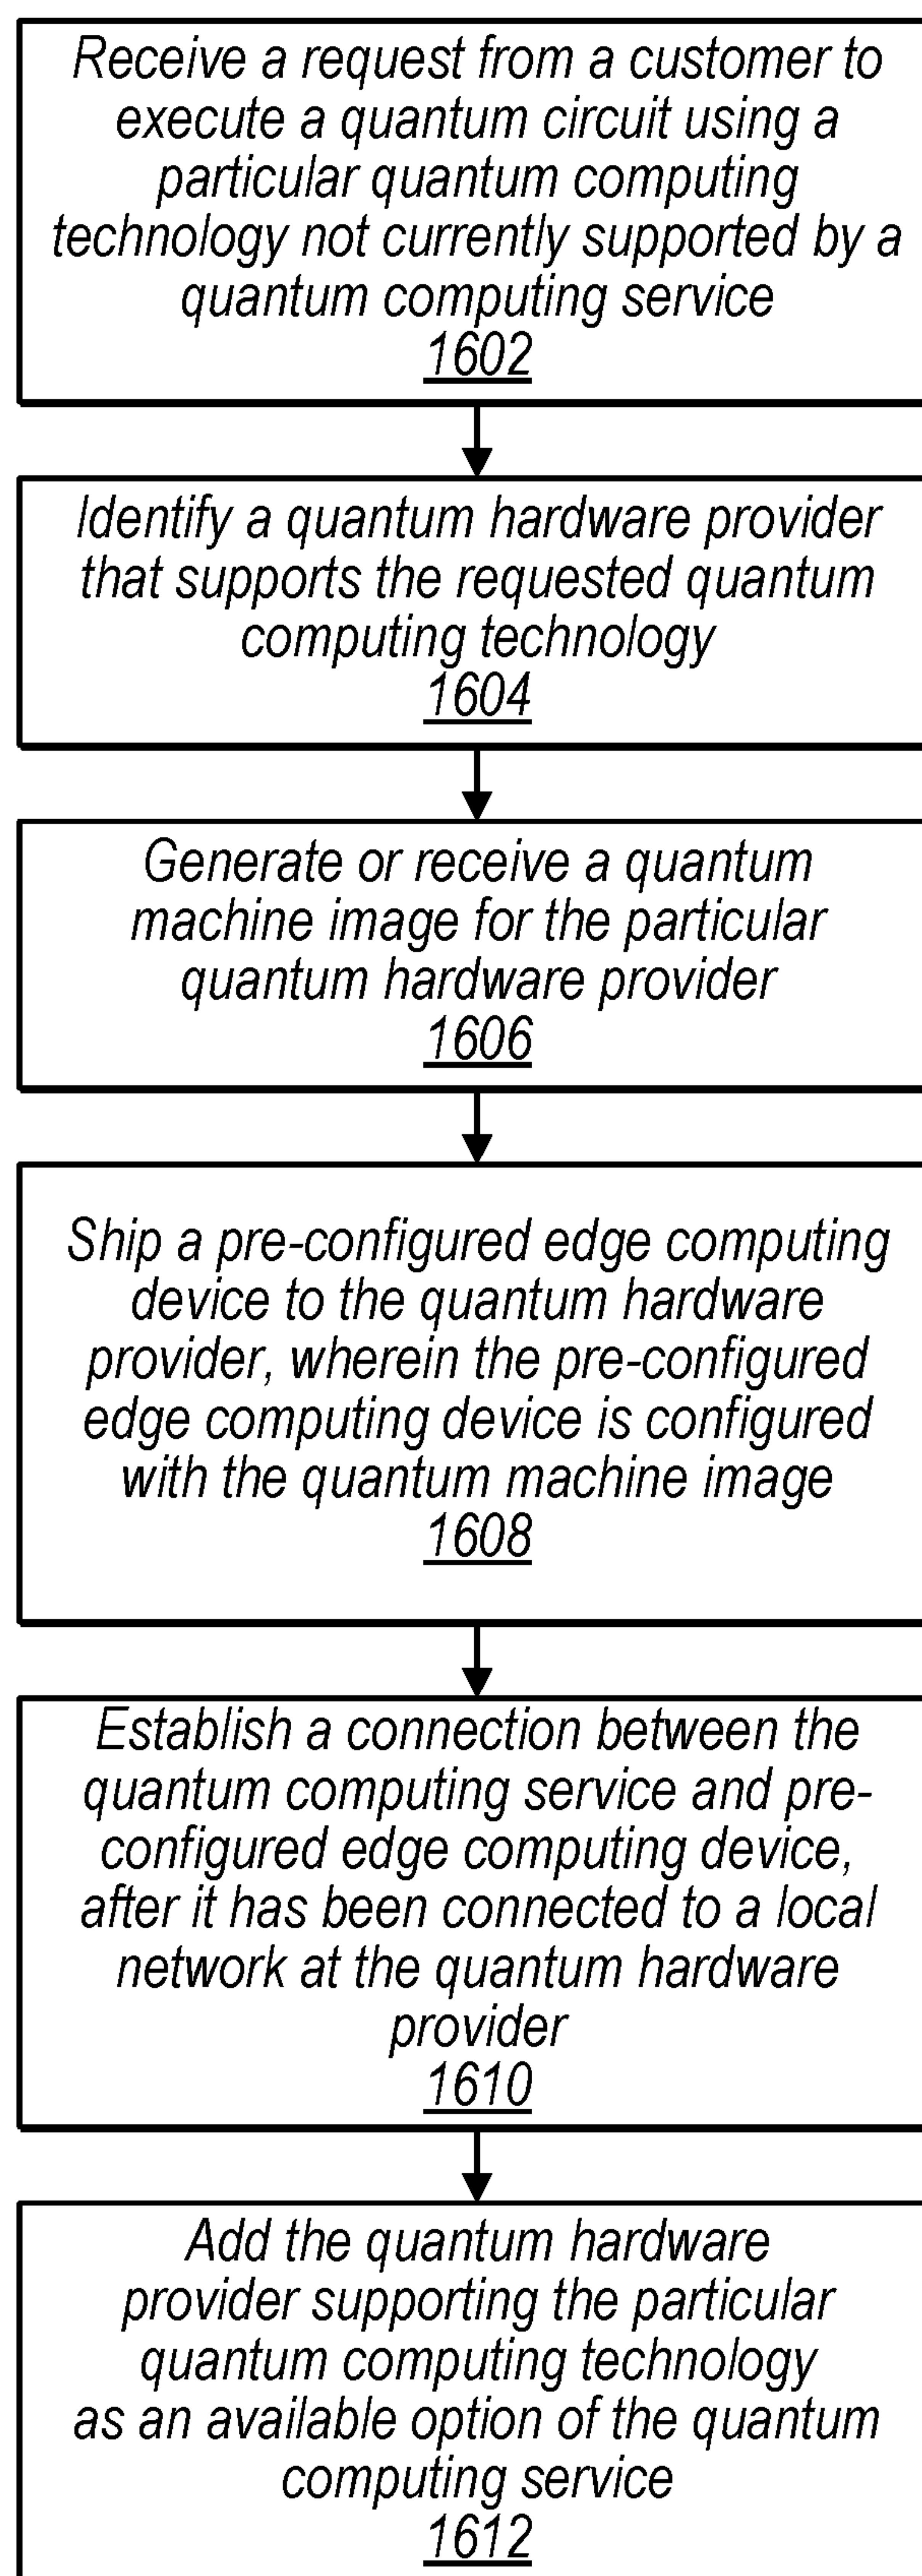 Receive a request from a customer to
execute a quantum circuit using a
particular quantum computing
technology not currently supported by a
quantum computing service
1602
Identify a quantum hardware provider
that supports the requested quantum
computing technology
1604
Generate or receive a quantum
machine image for the particular
quantum hardware provider
1606
Ship a pre-configured edge computing
device to the quantum hardware
provider, wherein the pre-configured
edge computing device is configured
with the quantum machine image
1608
Establish a connection between the
quantum computing service and pre-
configured edge computing device,
after it has been connected to a local
network at the quantum hardware
provider
1610
Add the quantum hardware
provider supporting the particular
quantum computing technology
as an available option of the quantum
computing service
1612